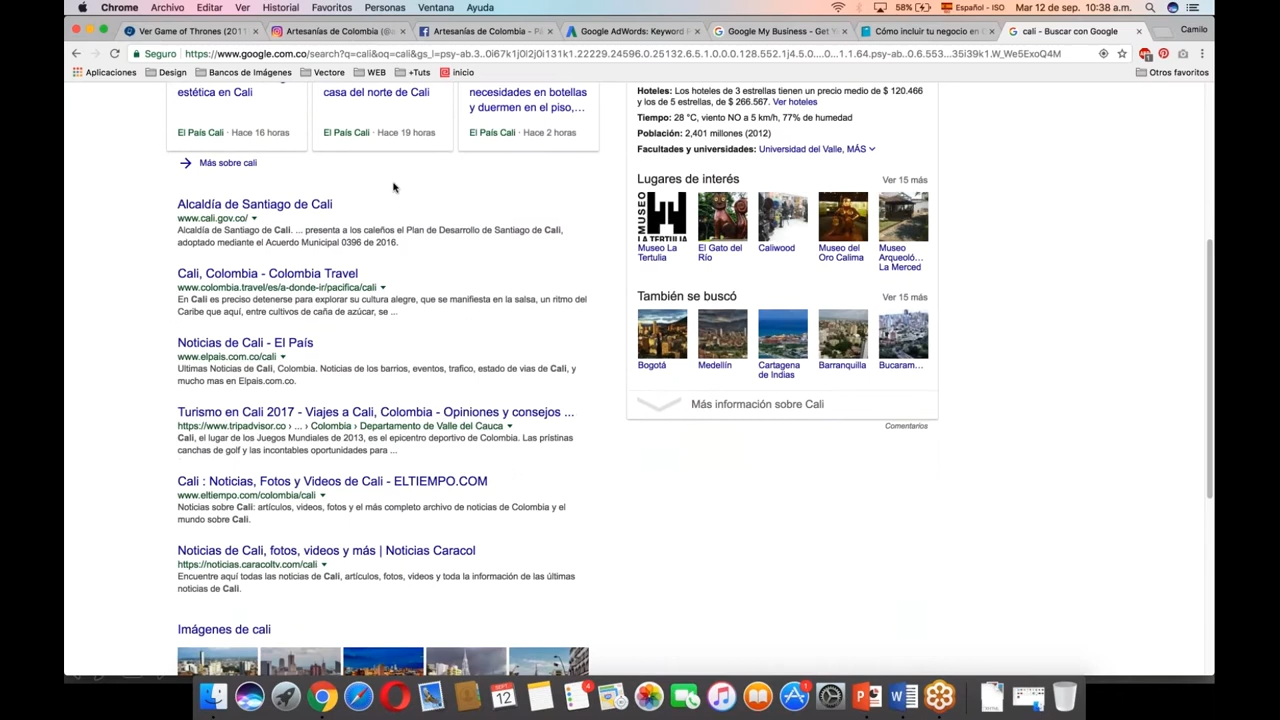 Chrome Archivo Editar Ver Historial Favoritos Personas Ventana Ayuda 58% Español - ISO Mar 12 de sep. 10:38 a.m.
Ver Game of Thrones (2011 Artesanías de Colombia (@a Artesanías de Colombia - Pá Google AdWords: Keyword P Google My Business - Get Y Cómo incluir tu negocio en G cali - Buscar con Google Camilo
Seguro https://www.google.com.co/search?q=cali&oq=cali&gs_l=psy-ab.3..0i67k1j0l2j0i131k1.22229.24596.0.25132.6.5.1.0.0.0.128.552.1j4.5.0....0...1.1.64.psy-ab..0.6.553...35i39k1.W_We5ExoQ4M
Aplicaciones Design Bancos de Imágenes Vectore WEB +Tuts inicio Otros favoritos
estética en Cali
casa del norte de Cali
necesidades en botellas
y duermen en el piso,...
El País Cali · Hace 16 horas
El País Cali · Hace 19 horas
El País Cali · Hace 2 horas
Más sobre cali
Alcaldía de Santiago de Cali
www.cali.gov.co/
Alcaldía de Santiago de Cali. ... presenta a los caleños el Plan de Desarrollo de Santiago de Cali,
adoptado mediante el Acuerdo Municipal 0396 de 2016.
Cali, Colombia - Colombia Travel
www.colombia.travel/es/a-donde-ir/pacifica/cali
En Cali es preciso detenerse para explorar su cultura alegre, que se manifiesta en la salsa, un ritmo del
Caribe que aquí, entre cultivos de caña de azúcar, se ...
Noticias de Cali - El País
www.elpais.com.co/cali
Ultimas Noticias de Cali, Colombia. Noticias de los barrios, eventos, trafico, estado de vias de Cali, y
mucho mas en Elpais.com.co.
Turismo en Cali 2017 - Viajes a Cali, Colombia - Opiniones y consejos ...
https://www.tripadvisor.co › ... › Colombia › Departamento de Valle del Cauca
Cali, el lugar de los Juegos Mundiales de 2013, es el epicentro deportivo de Colombia. Las prístinas
canchas de golf y las incontables oportunidades para ...
Cali : Noticias, Fotos y Videos de Cali - ELTIEMPO.COM
www.eltiempo.com/colombia/cali
Noticias sobre Cali: artículos, videos, fotos y el más completo archivo de noticias de Colombia y el
mundo sobre Cali.
Noticias de Cali, fotos, videos y más | Noticias Caracol
https://noticias.caracoltv.com/cali
Encuentre aquí todas las noticias de Cali, artículos, fotos, videos y toda la información de las últimas
noticias de Cali.
Imágenes de cali
Hoteles: Los hoteles de 3 estrellas tienen un precio medio de $ 120.466
y los de 5 estrellas, de $ 266.567. Ver hoteles
Tiempo: 28 °C, viento NO a 5 km/h, 77% de humedad
Población: 2,401 millones (2012)
Facultades y universidades: Universidad del Valle, MÁS
Lugares de interés Ver 15 más
MUSEO
LA TERTULIA
Museo La
Tertulia
El Gato del
Río
Caliwood
Museo del
Oro Calima
Museo
Arqueoló...
La Merced
También se buscó Ver 15 más
Bogotá Medellín Cartagena
de Indias
Barranquilla Bucaram...
Más información sobre Cali
Comentarios
SEPT
12
4
1